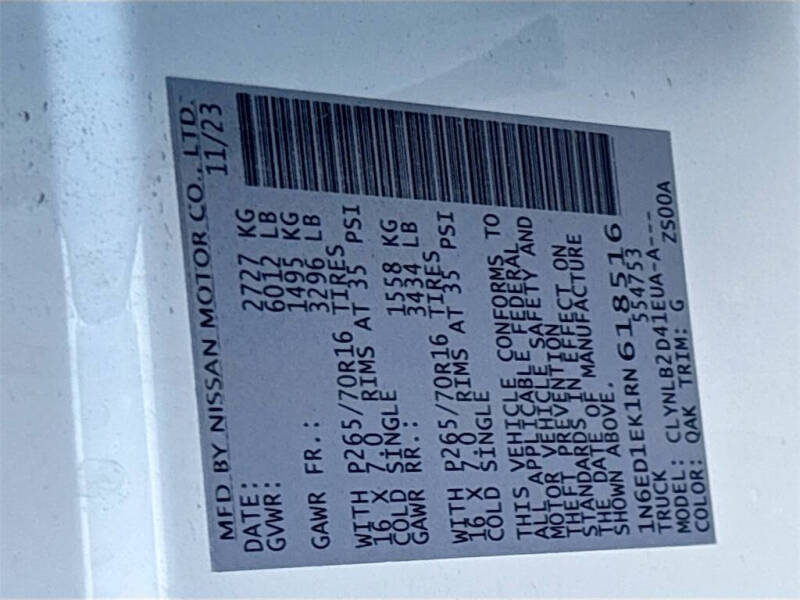 MFD BY NISSAN MOTOR CO., LTD.
DATE: 11/23
GVWR: 2727 KG
6012 LB
GAWR FR.: 1495 KG
3296 LB
WITH P265/70R16 TIRES
16 X 7.0 RIMS AT 35 PSI
COLD SINGLE
GAWR RR.: 1558 KG
3434 LB
WITH P265/70R16 TIRES
16 X 7.0 RIMS AT 35 PSI
COLD SINGLE
THIS VEHICLE CONFORMS TO
ALL APPLICABLE FEDERAL
MOTOR VEHICLE SAFETY AND
THEFT PREVENTION
STANDARDS IN EFFECT ON
THE DATE OF MANUFACTURE
SHOWN ABOVE.
1N6ED1EK1RN618516
TRUCK 554753
MODEL: CLYNLB2D41EUA-A---
COLOR: QAK TRIM: G ZS00A